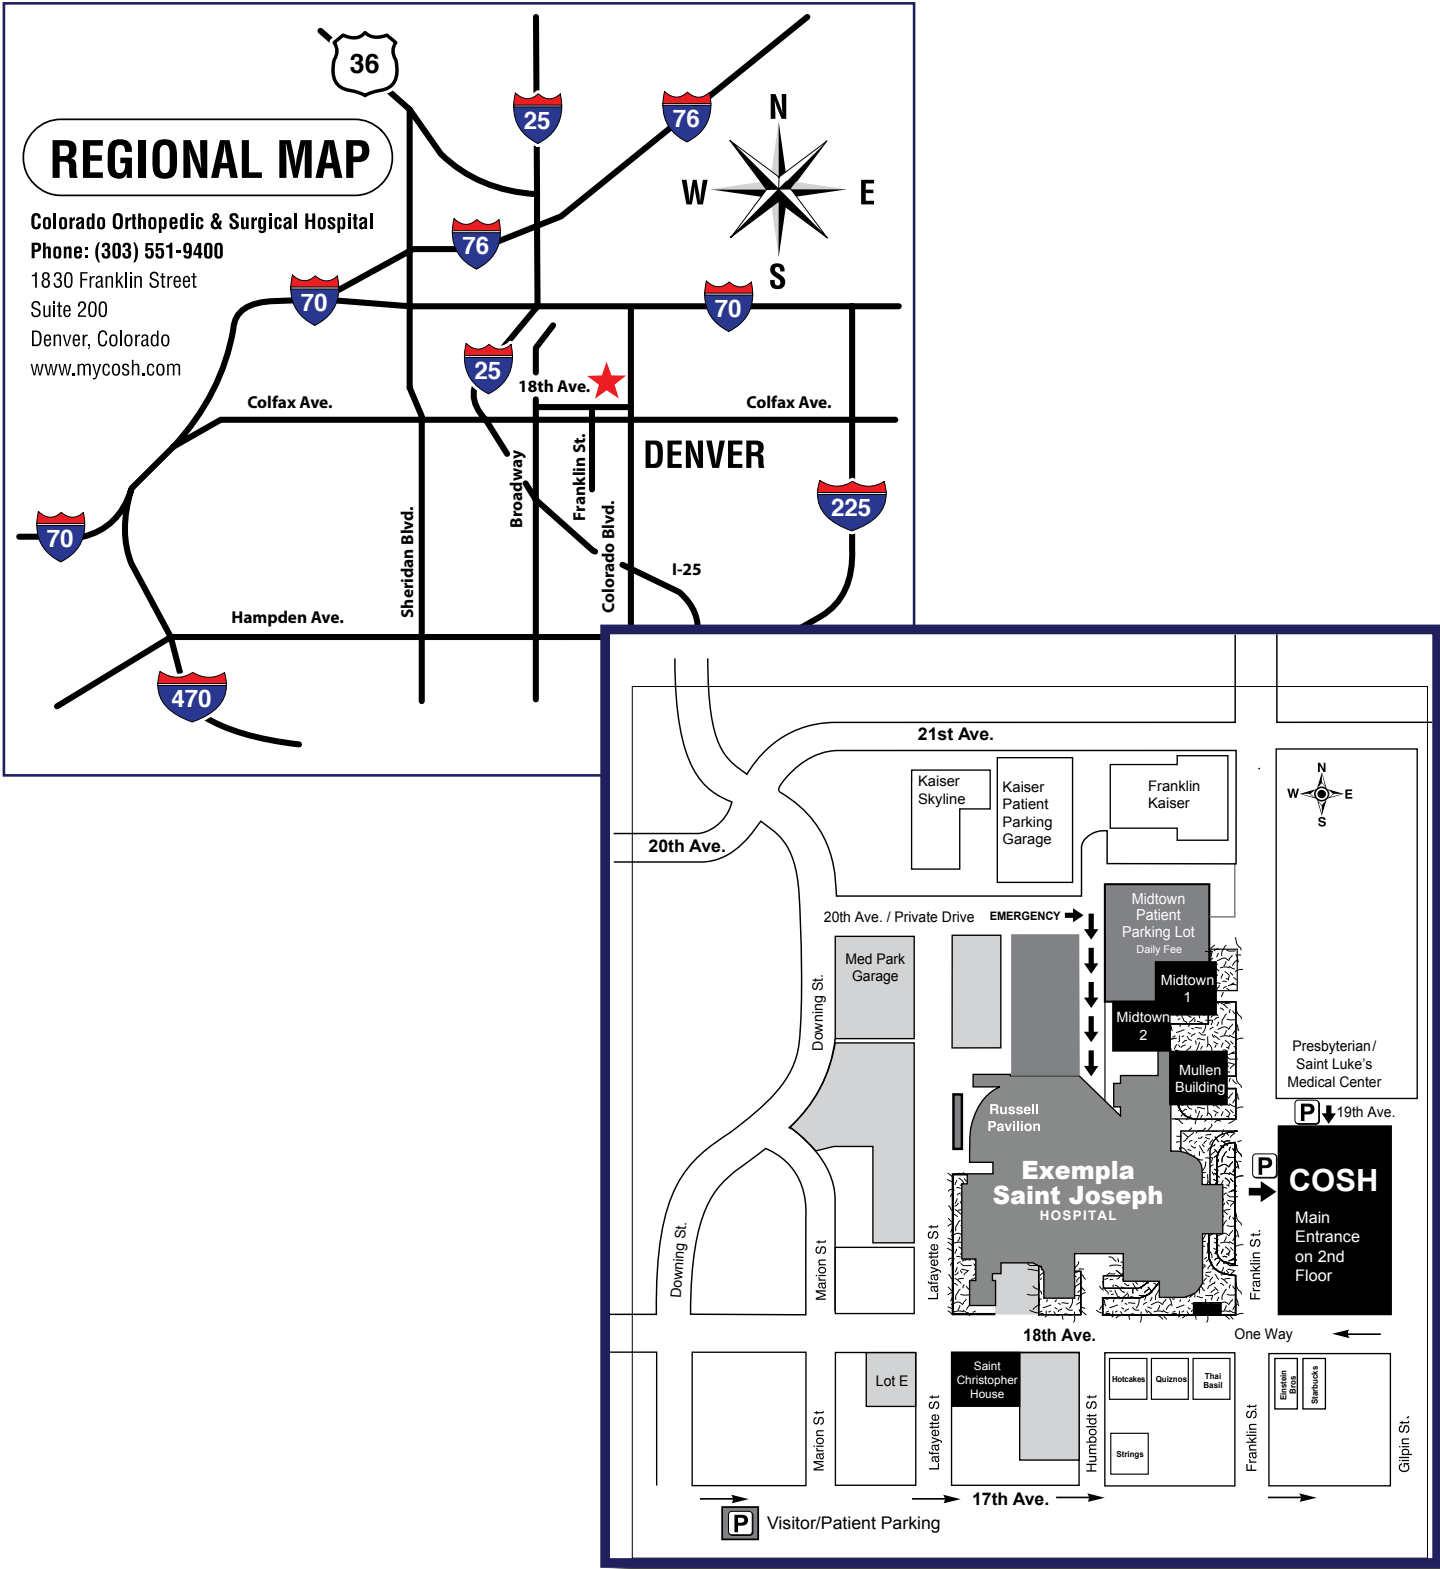 36
25
76
N
W
E
S
REGIONAL MAP
Colorado Orthopedic & Surgical Hospital
Phone: (303) 551-9400
1830 Franklin Street
Suite 200
Denver, Colorado
www.mycosh.com
76
70
70
25
18th Ave.
Colfax Ave.
Colfax Ave.
DENVER
Broadway
Franklin St.
Colorado Blvd.
Sheridan Blvd.
225
70
I-25
Hampden Ave.
470
21st Ave.
20th Ave.
Kaiser
Skyline
Kaiser
Patient
Parking
Garage
Franklin
Kaiser
N
W
E
S
20th Ave. / Private Drive
EMERGENCY
Midtown
Patient
Parking Lot
Daily Fee
Med Park
Garage
Midtown
1
Midtown
2
Mullen
Building
Downing St.
Presbyterian/
Saint Luke's
Medical Center
P
19th Ave.
Russell
Pavilion
Exempla
Saint Joseph
HOSPITAL
P
COSH
Main
Entrance
on 2nd
Floor
Downing St.
Marion St
Lafayette St
Franklin St.
18th Ave.
One Way
Lot E
Saint
Christopher
House
Hotcakes
Quiznos
Thai
Basil
Einstein
Bros
Starbucks
Strings
Marion St
Lafayette St
Humboldt St
Franklin S.t
Gilpin St.
17th Ave.
P
Visitor/Patient Parking